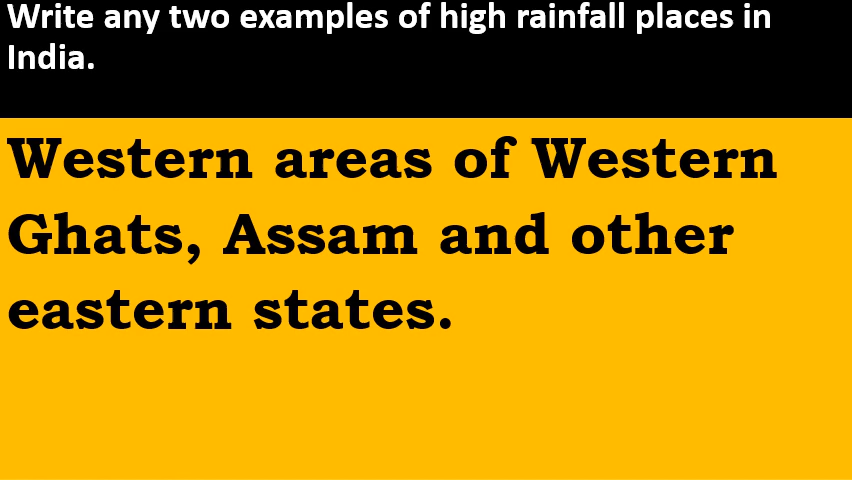 Write any two examples of high rainfall places in
India.
Western areas of Western
Ghats, Assam and other
eastern states.